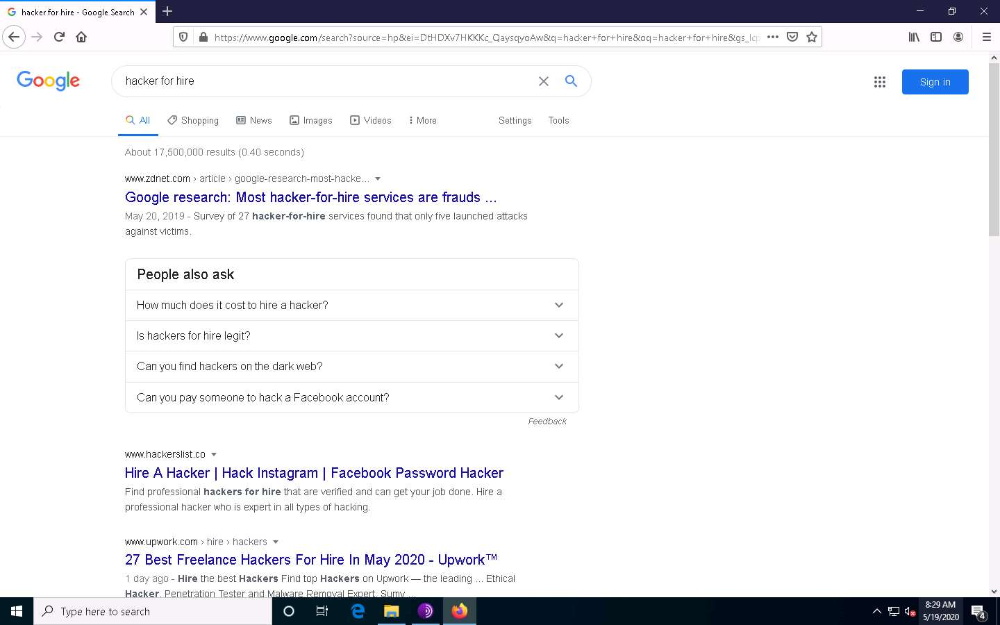 hacker for hire - Google Search
https://www.google.com/search?source=hp&ei=DtHDXv7HKKKc_QaysqyoAw&q=hacker+for+hire&oq=hacker+for+hire&gs_lcp
Google
hacker for hire
Sign in
All
Shopping
News
Images
Videos
More
Settings
Tools
About 17,500,000 results (0.40 seconds)
www.zdnet.com › article › google-research-most-hacke...
Google research: Most hacker-for-hire services are frauds ...
May 20, 2019 - Survey of 27 hacker-for-hire services found that only five launched attacks
against victims.
People also ask
How much does it cost to hire a hacker?
Is hackers for hire legit?
Can you find hackers on the dark web?
Can you pay someone to hack a Facebook account?
Feedback
www.hackerslist.co
Hire A Hacker | Hack Instagram | Facebook Password Hacker
Find professional hackers for hire that are verified and can get your job done. Hire a
professional hacker who is expert in all types of hacking.
www.upwork.com › hire › hackers
27 Best Freelance Hackers For Hire In May 2020 - Upwork™
1 day ago - Hire the best Hackers Find top Hackers on Upwork — the leading ... Ethical
Hacker, Penetration Tester and Malware Removal Expert. Sumy ...
Type here to search
8:29 AM
5/19/2020
4